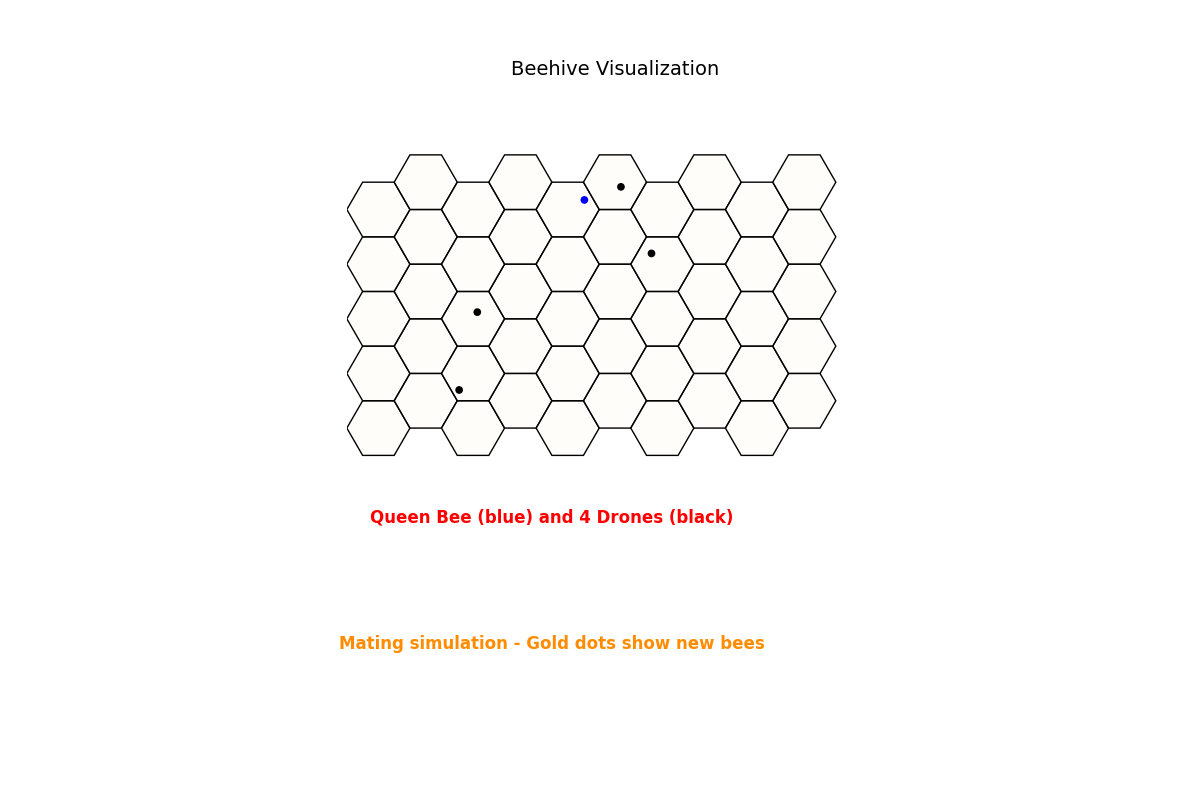 Beehive Visualization
Queen Bee (blue) and 4 Drones (black)
Mating simulation - Gold dots show new bees